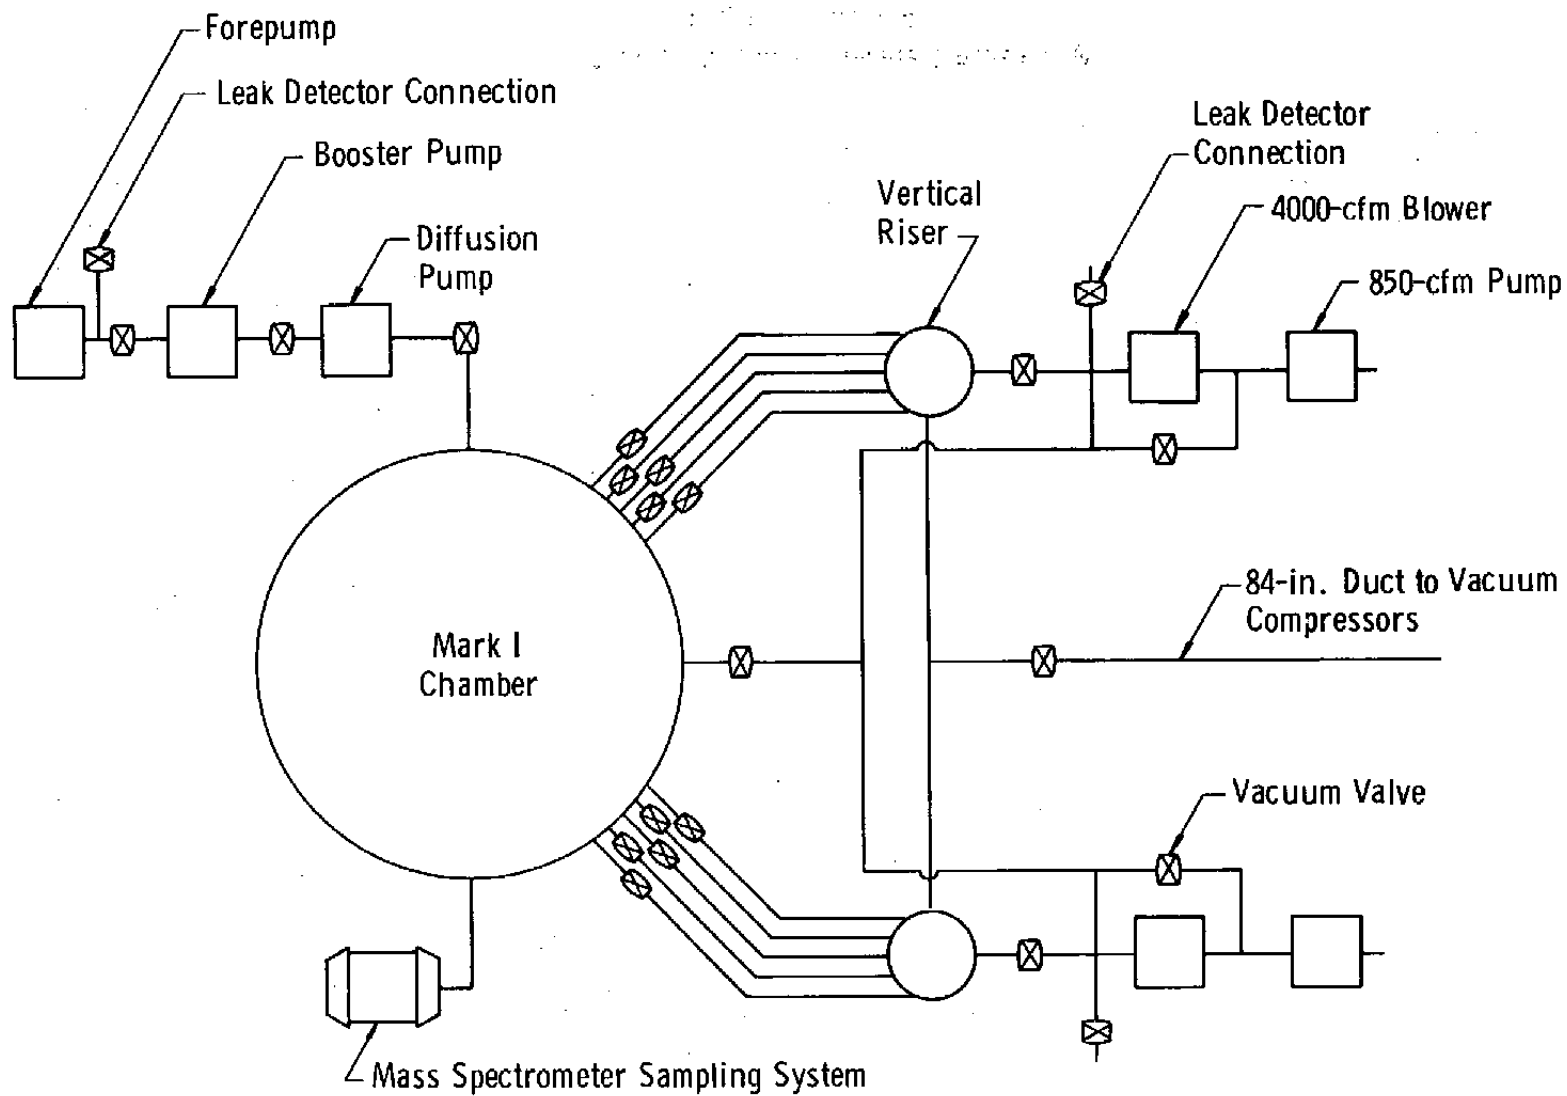 Forepump
Leak Detector Connection
Booster Pump
Diffusion
Pump
Vertical
Riser
Leak Detector
Connection
4000-cfm Blower
850-cfm Pump
84-in. Duct to Vacuum
Compressors
Mark I
Chamber
Vacuum Valve
Mass Spectrometer Sampling System